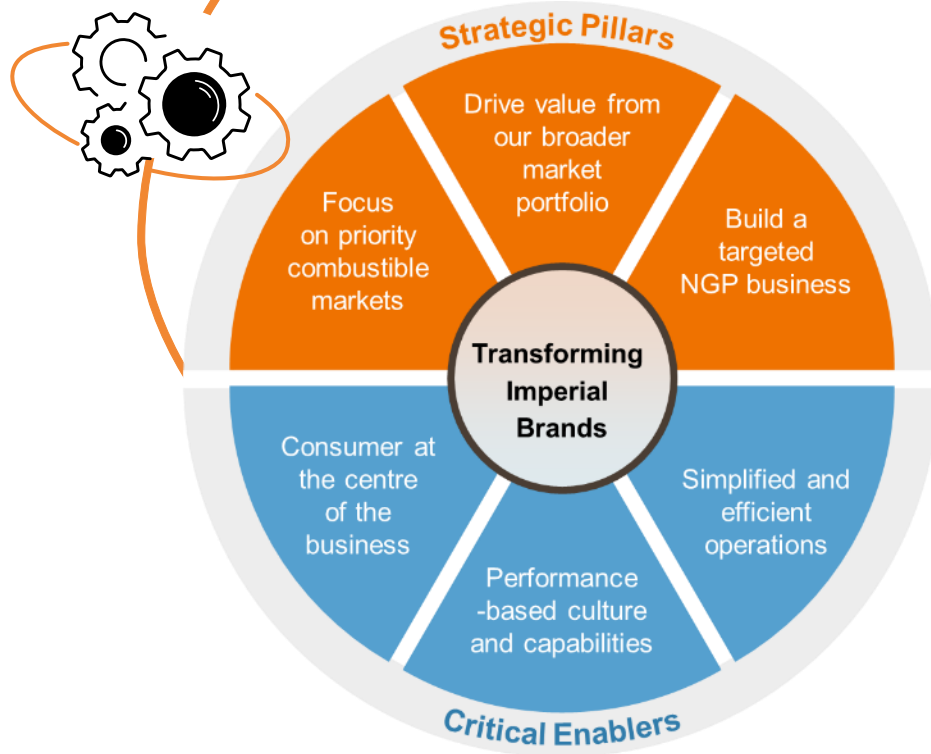 Strategic Pillars
Focus
on priority
combustible
markets
Drive value from
our broader
market
portfolio
Build a
targeted
NGP business
Transforming
Imperial
Brands
Consumer at
the centre
of the
business
Performance
-based culture
and capabilities
Simplified and
efficient
operations
Critical Enablers